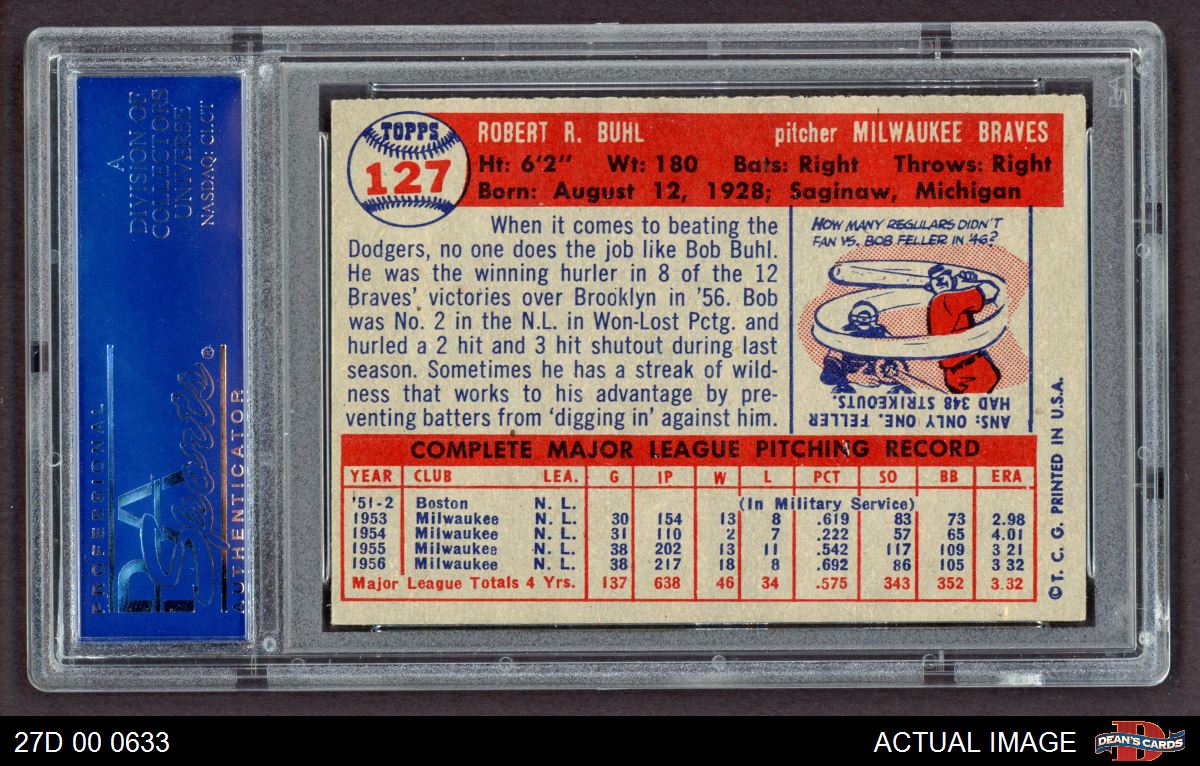 A
DIVISION OF
COLLECTORS
UNIVERSE
NASDAQ: CLCT
PROFESSIONAL
PSA
Sports®
AUTHENTICATOR
TOPPS
127
ROBERT R. BUHL pitcher MILWAUKEE BRAVES
Ht: 6'2" Wt: 180 Bats: Right Throws: Right
Born: August 12, 1928; Saginaw, Michigan
When it comes to beating the
Dodgers, no one does the job like Bob Buhl.
He was the winning hurler in 8 of the 12
Braves' victories over Brooklyn in '56. Bob
was No. 2 in the N.L. in Won-Lost Pctg. and
hurled a 2 hit and 3 hit shutout during last
season. Sometimes he has a streak of wild-
ness that works to his advantage by pre-
venting batters from 'digging in' against him.
HOW MANY REGULARS DIDN'T
FAN VS. BOB FELLER IN '46?
ANS: ONLY ONE. FELLER
HAD 348 STRIKEOUTS.
COMPLETE MAJOR LEAGUE PITCHING RECORD
YEAR CLUB LEA. G IP W L PCT SO BB ERA
'51-2 Boston N. L. (In Military Service)
1953 Milwaukee N. L. 30 154 13 8 .619 83 73 2.98
1954 Milwaukee N. L. 31 110 2 7 .222 57 65 4.01
1955 Milwaukee N. L. 38 202 13 11 .542 117 109 3.21
1956 Milwaukee N. L. 38 217 18 8 .692 86 105 3.32
Major League Totals 4 Yrs. 137 638 46 34 .575 343 352 3.32
©T. C. G. PRINTED IN U.S.A.
27D 00 0633
ACTUAL IMAGE
D
DEAN'S CARDS